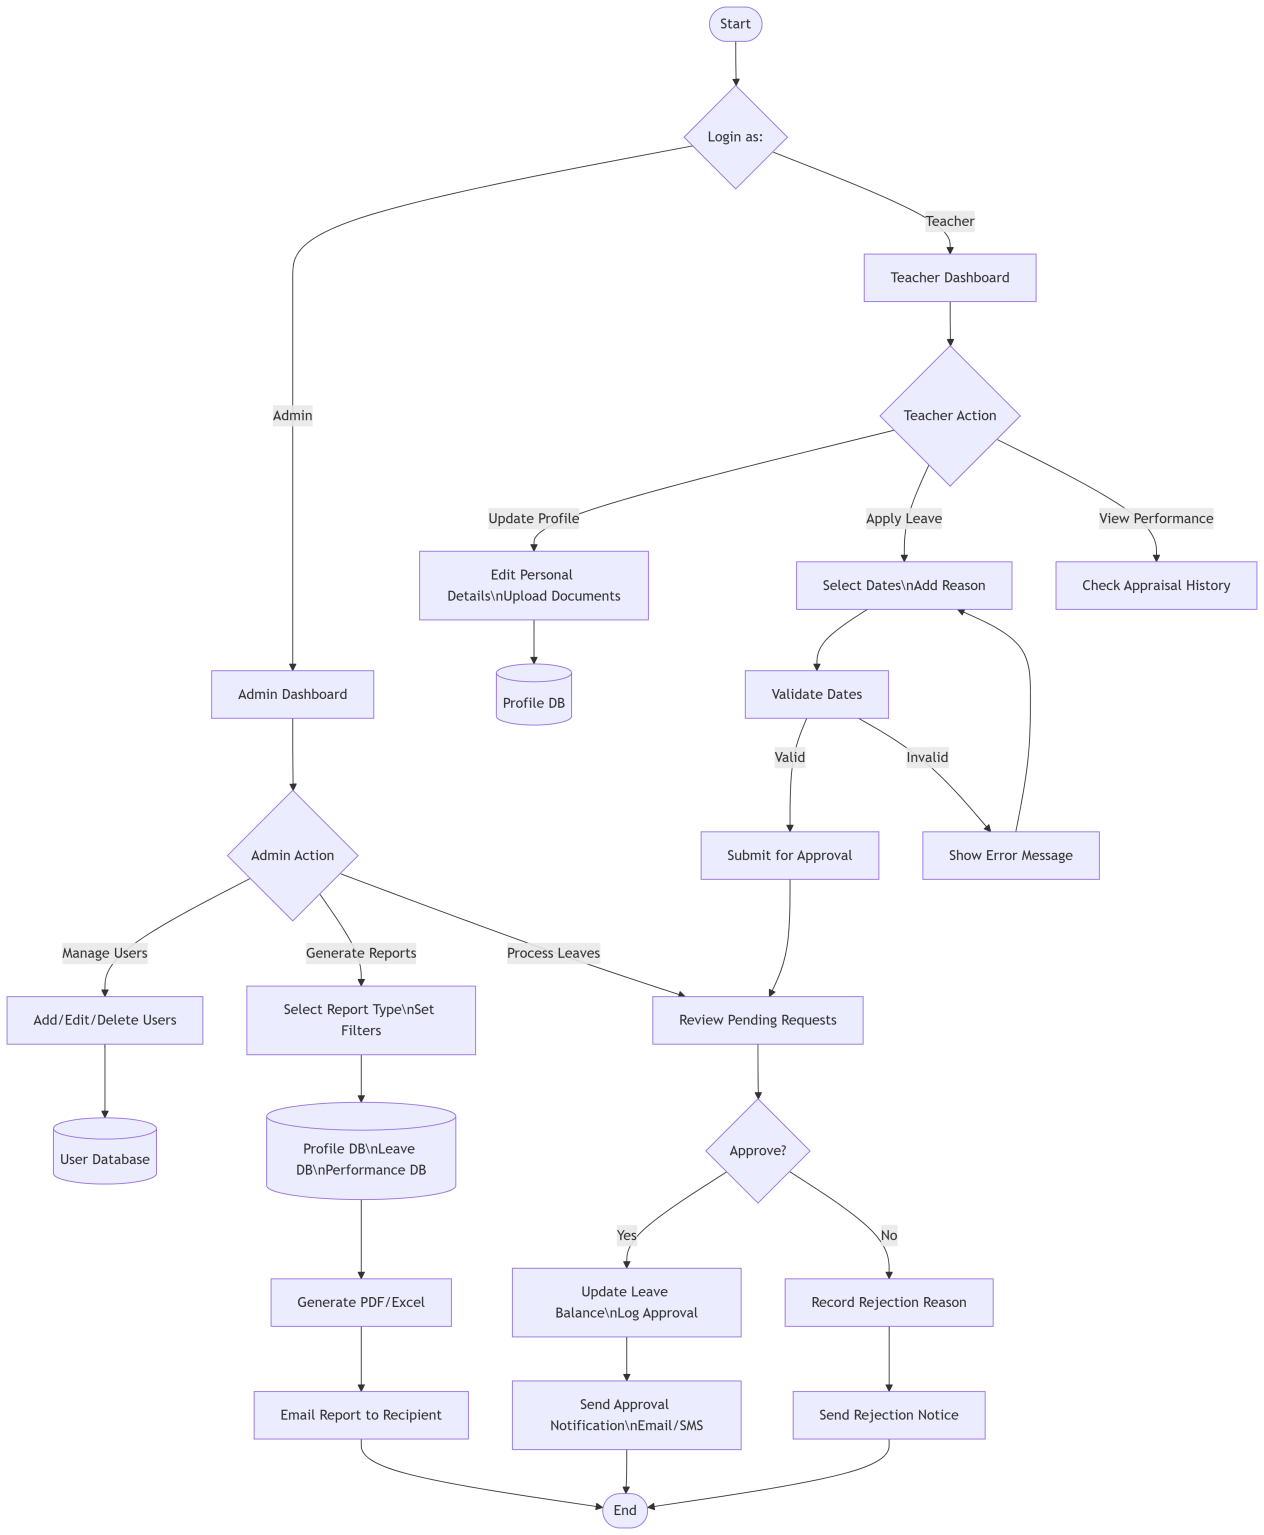 Start
Login as:
Teacher
Teacher Dashboard
Admin
Teacher Action
Update Profile
Apply Leave
View Performance
Edit Personal
Details\nUpload Documents
Select Dates\nAdd Reason
Check Appraisal History
Admin Dashboard
Profile DB
Validate Dates
Valid
Invalid
Admin Action
Submit for Approval
Show Error Message
Manage Users
Generate Reports
Process Leaves
Add/Edit/Delete Users
Select Report Type\nSet
Filters
Review Pending Requests
User Database
Profile DB\nLeave
DB\nPerformance DB
Approve?
Yes
No
Generate PDF/Excel
Update Leave
Balance\nLog Approval
Record Rejection Reason
Email Report to Recipient
Send Approval
Notification\nEmail/SMS
Send Rejection Notice
End